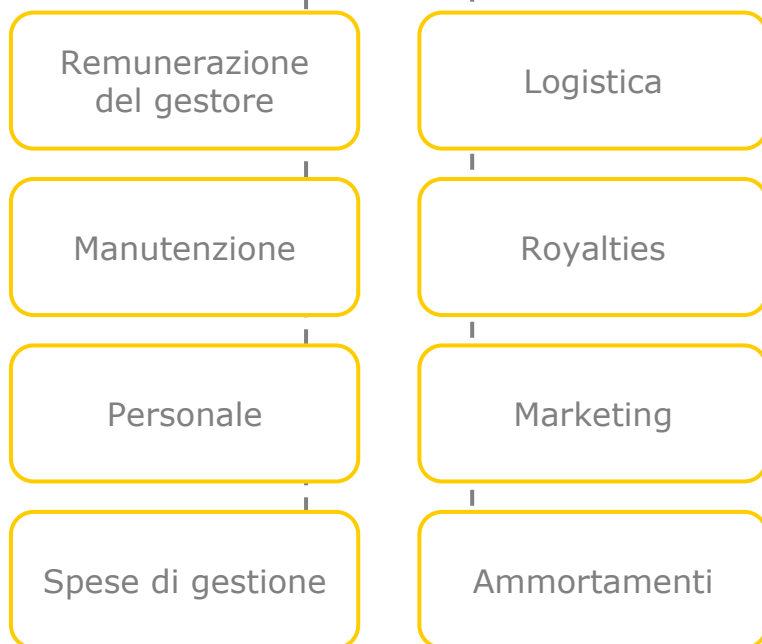 Remunerazione
del gestore
Logistica
Manutenzione
Royalties
Personale
Marketing
Spese di gestione
Ammortamenti